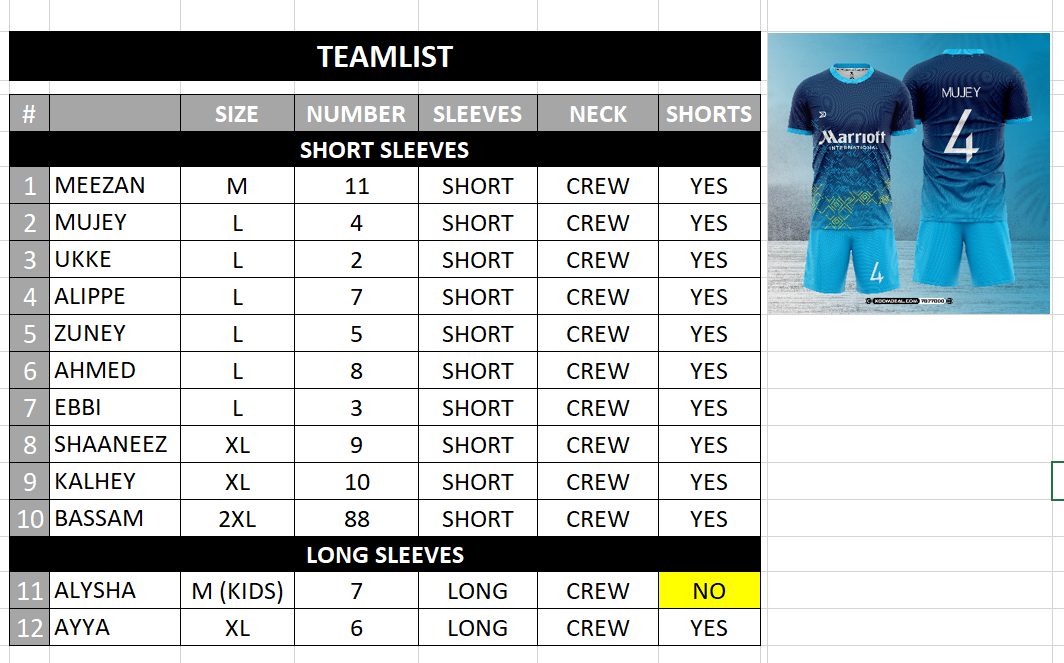 TEAMLIST
# SIZE NUMBER SLEEVES NECK SHORTS
SHORT SLEEVES
1 MEEZAN M 11 SHORT CREW YES
2 MUJEY L 4 SHORT CREW YES
3 UKKE L 2 SHORT CREW YES
4 ALIPPE L 7 SHORT CREW YES
5 ZUNEY L 5 SHORT CREW YES
6 AHMED L 8 SHORT CREW YES
7 EBBI L 3 SHORT CREW YES
8 SHAANEEZ XL 9 SHORT CREW YES
9 KALHEY XL 10 SHORT CREW YES
10 BASSAM 2XL 88 SHORT CREW YES
LONG SLEEVES
11 ALYSHA M (KIDS) 7 LONG CREW NO
12 AYYA XL 6 LONG CREW YES
MUJEY
4
Marriott
INTERNATIONAL
4
XDOMDEAL.COM 7877000